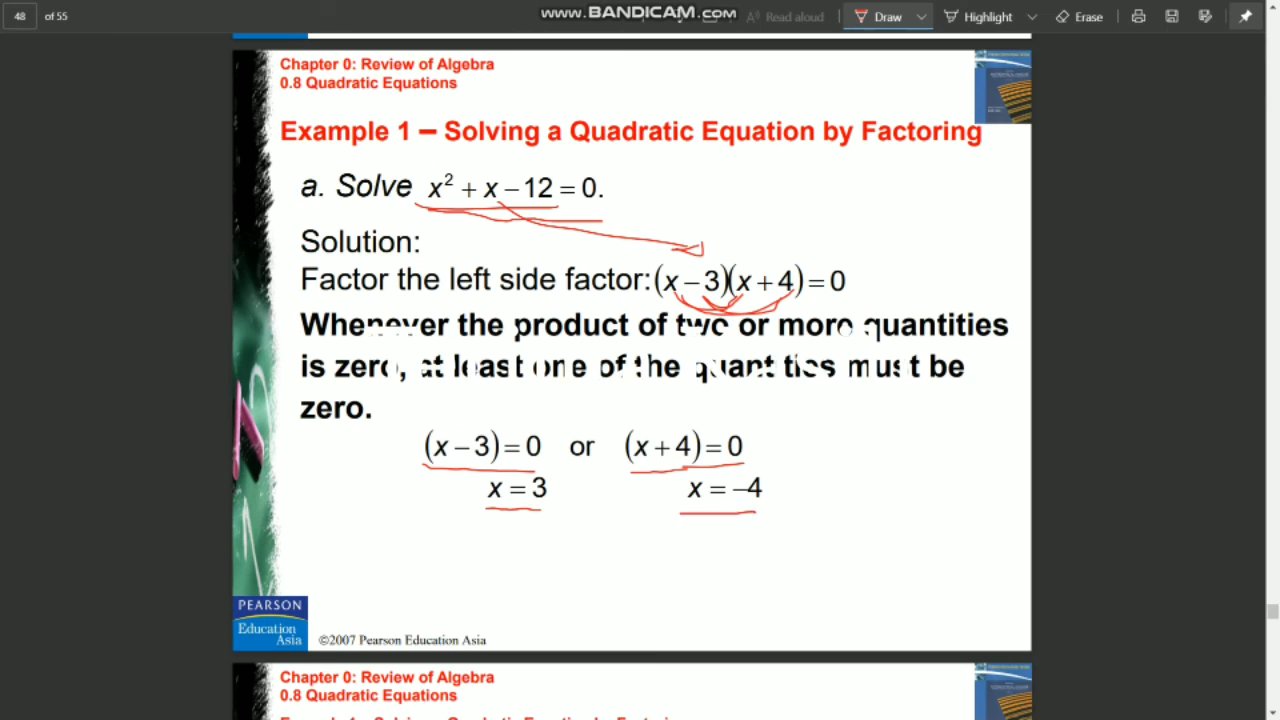 48 of 55
www.BANDICAM.com
Read aloud
Draw
Highlight
Erase
Chapter 0: Review of Algebra
0.8 Quadratic Equations
Example 1 – Solving a Quadratic Equation by Factoring
a. Solve x² + x – 12 = 0.
Solution:
Factor the left side factor: (x – 3)(x + 4) = 0
Whenever the product of two or more quantities
is zero, at least one of the quantities must be
zero.
(x – 3) = 0 or (x + 4) = 0
x = 3 x = –4
PEARSON
Education
Asia
©2007 Pearson Education Asia
Chapter 0: Review of Algebra
0.8 Quadratic Equations